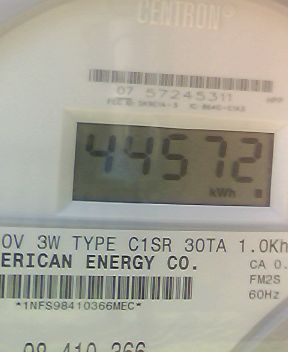 CENTRON®
07 57245311
44572
kWh
OV 3W TYPE C1SR 30TA 1.0Kh
ERICAN ENERGY CO. CA 0.
FM2S
*1NFS98410366MEC* 60Hz
98 410 366